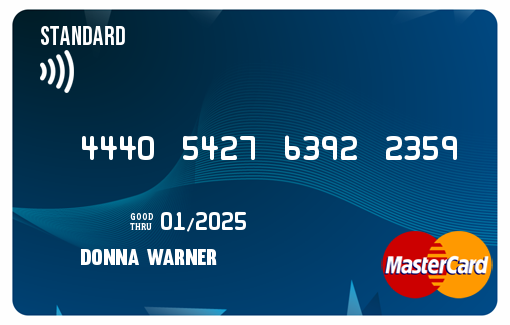 STANDARD
4440 5427 6392 2359
GOOD
THRU 01/2025
DONNA WARNER
MasterCard